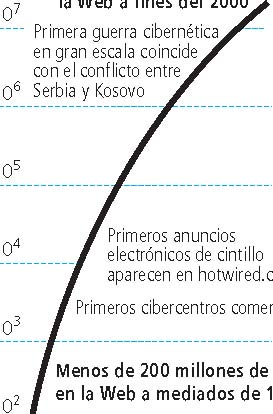 la Web a fines del 2000
0⁷
Primera guerra cibernética
en gran escala coincide
con el conflicto entre
Serbia y Kosovo
0⁶
0⁵
Primeros anuncios
electrónicos de cintillo
aparecen en hotwired.c
0⁴
Primeros cibercentros comer
0³
Menos de 200 millones de
en la Web a mediados de 1
0²